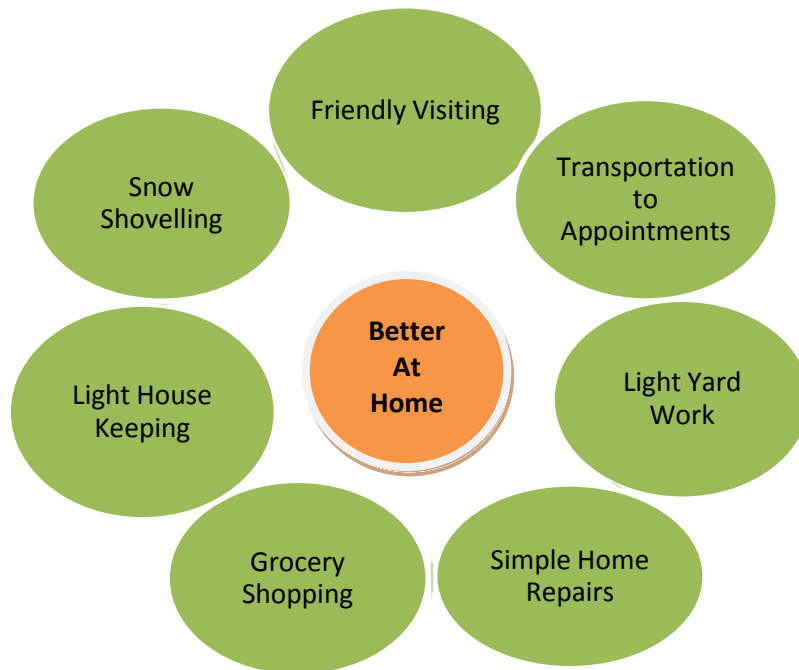 Friendly Visiting
Transportation
to
Appointments
Light Yard
Work
Simple Home
Repairs
Grocery
Shopping
Light House
Keeping
Snow
Shovelling
Better
At
Home